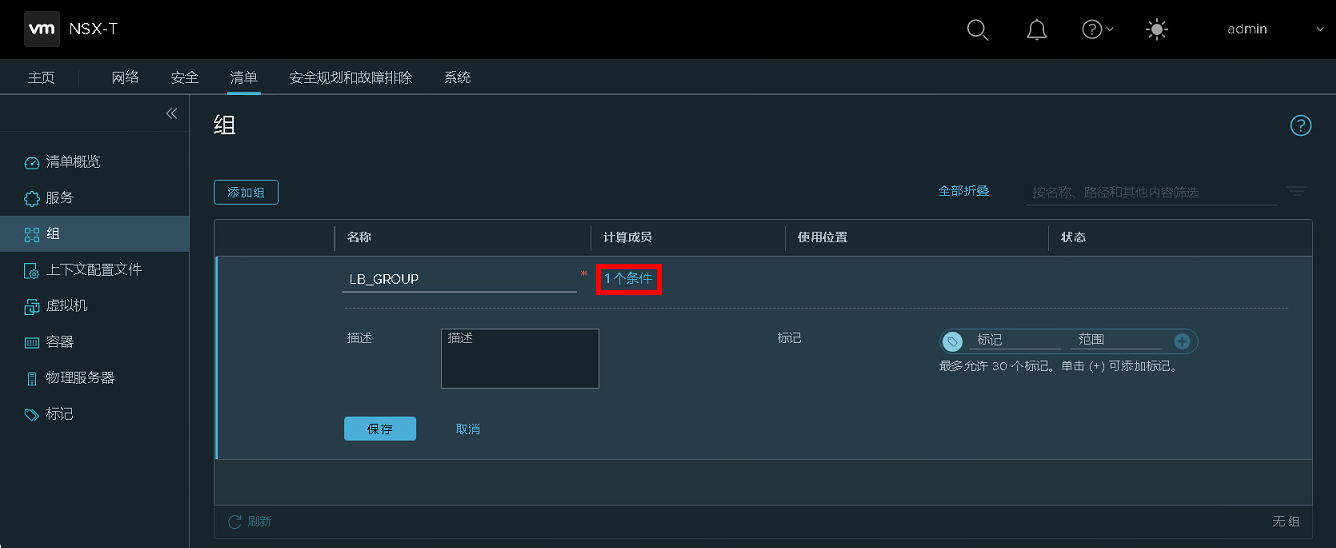 vm NSX-T admin
主页 网络 安全 清单 安全规划和故障排除 系统
组
清单概览
服务
组
上下文配置文件
虚拟机
容器
物理服务器
标记
添加组 全部折叠 按名称、路径和其他内容筛选
名称 计算成员 使用位置 状态
LB_GROUP * 1 个条件
描述 描述 标记 标记 范围
最多允许 30 个标记。单击 (+) 可添加标记。
保存 取消
刷新 无 组